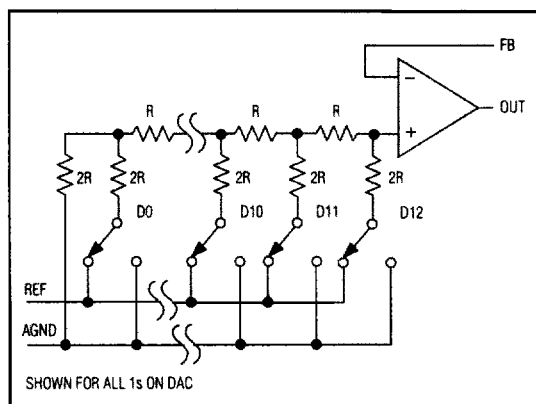 FB
R R R
−
OUT
+
2R 2R 2R 2R 2R
D0 D10 D11 D12
REF
AGND
SHOWN FOR ALL 1s ON DAC